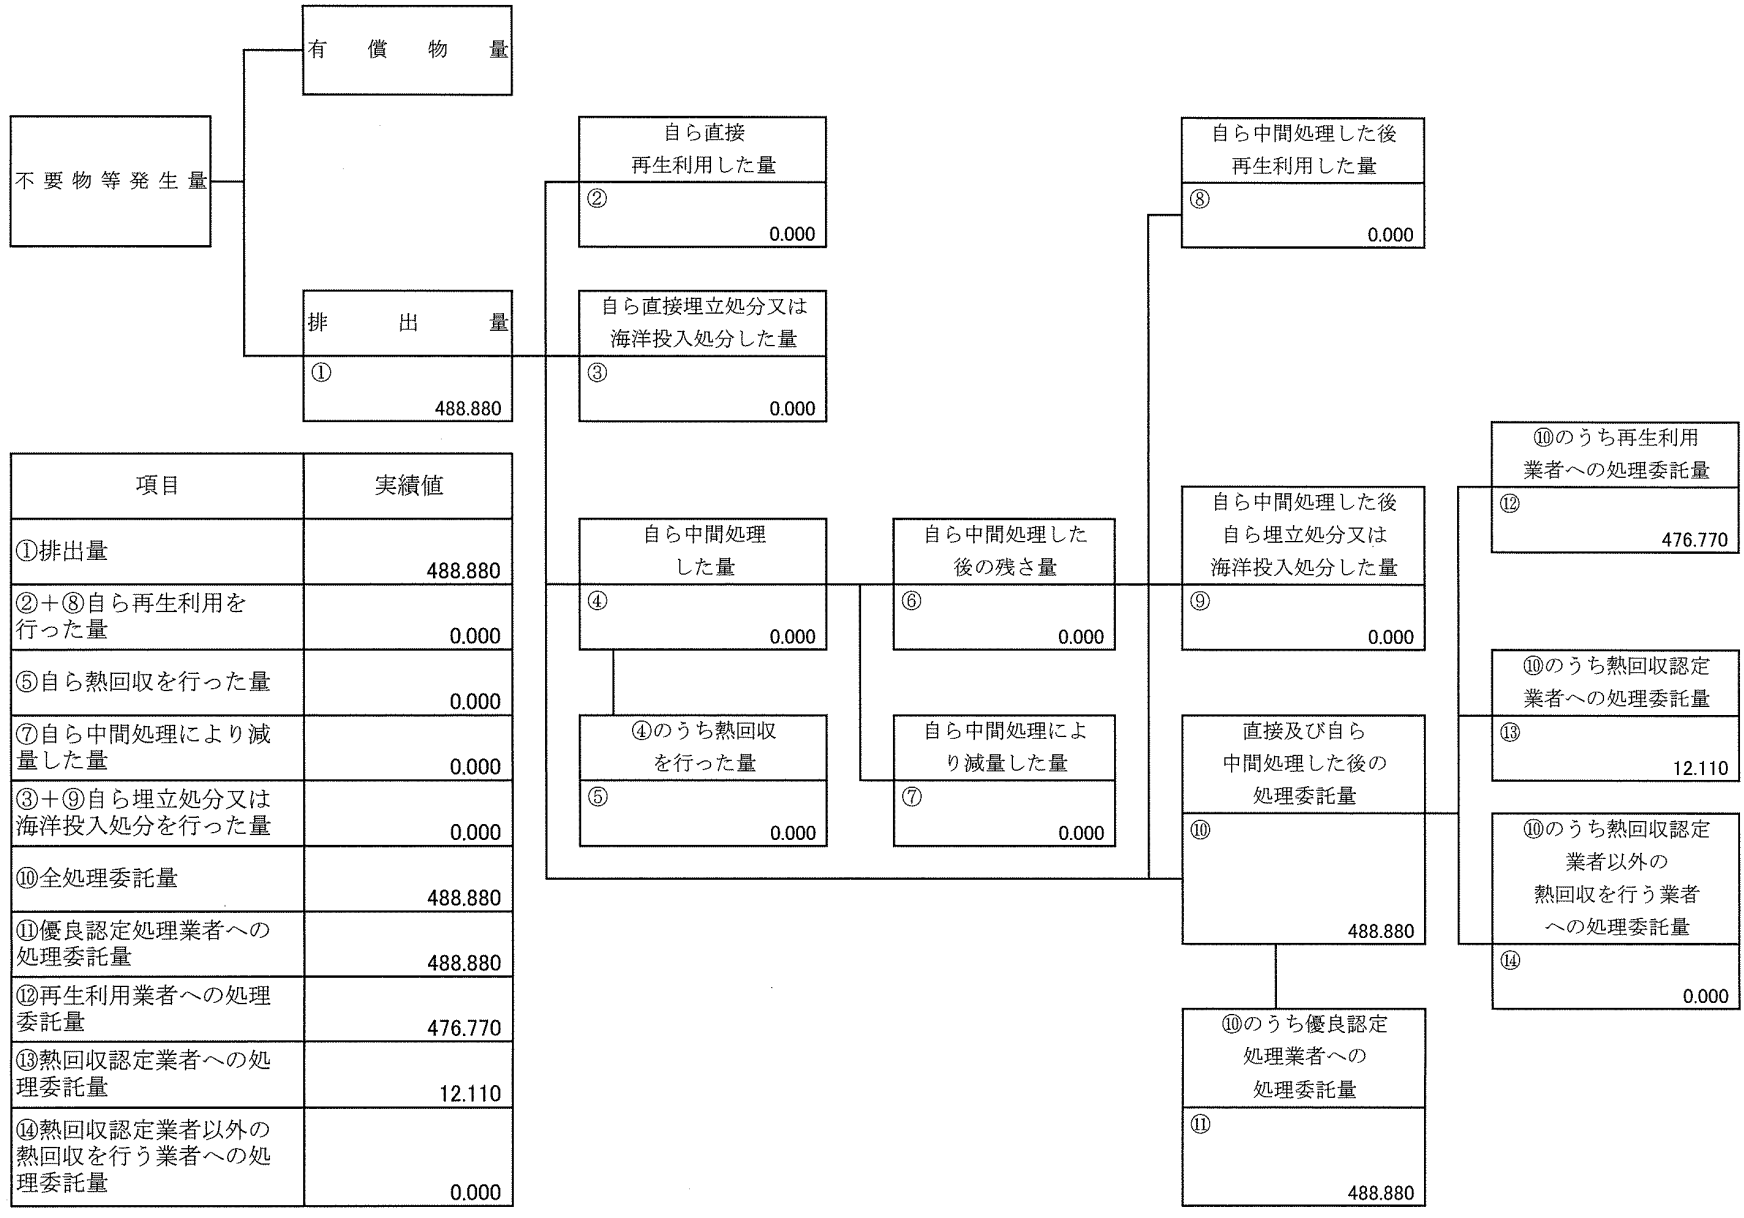 有償物量
不要物等発生量
排出量
①
488.880
自ら直接
再生利用した量
②
0.000
自ら直接埋立処分又は
海洋投入処分した量
③
0.000
自ら中間処理した後
再生利用した量
⑧
0.000
項目 実績値
①排出量
488.880
②+⑧自ら再生利用を
行った量
0.000
⑤自ら熱回収を行った量
0.000
⑦自ら中間処理により減
量した量
0.000
③+⑨自ら埋立処分又は
海洋投入処分を行った量
0.000
⑩全処理委託量
488.880
⑪優良認定処理業者への
処理委託量
488.880
⑫再生利用業者への処理
委託量
476.770
⑬熱回収認定業者への処
理委託量
12.110
⑭熱回収認定業者以外の
熱回収を行う業者への処
理委託量
0.000
自ら中間処理
した量
④
0.000
④のうち熱回収
を行った量
⑤
0.000
自ら中間処理した
後の残さ量
⑥
0.000
自ら中間処理によ
り減量した量
⑦
0.000
自ら中間処理した後
自ら埋立処分又は
海洋投入処分した量
⑨
0.000
直接及び自ら
中間処理した後の
処理委託量
⑩
488.880
⑩のうち優良認定
処理業者への
処理委託量
⑪
488.880
⑩のうち再生利用
業者への処理委託量
⑫
476.770
⑩のうち熱回収認定
業者への処理委託量
⑬
12.110
⑩のうち熱回収認定
業者以外の
熱回収を行う業者
への処理委託量
⑭
0.000